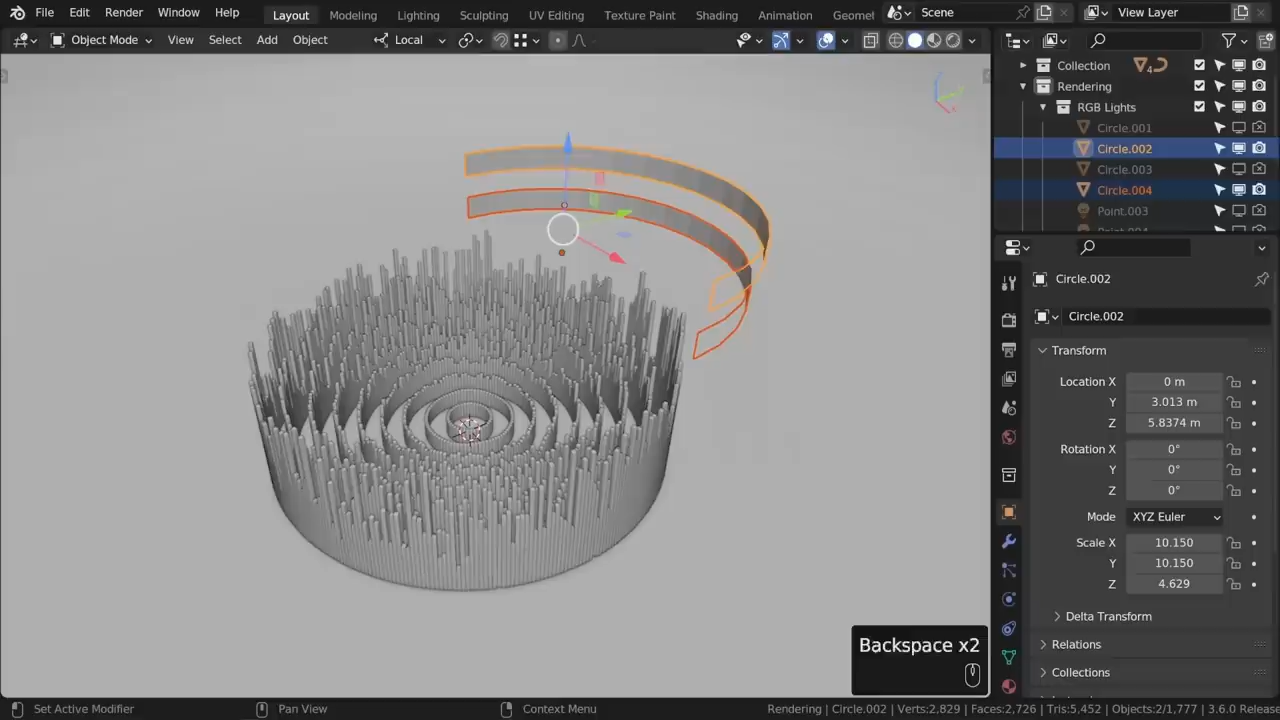 File Edit Render Window Help Layout Modeling Lighting Sculpting UV Editing Texture Paint Shading Animation Geomet Scene View Layer
Object Mode View Select Add Object Local
Collection 4
Rendering
RGB Lights
Circle.001
Circle.002
Circle.003
Circle.004
Point.003
Circle.002
Circle.002
Transform
Location X 0 m
Y 3.013 m
Z 5.8374 m
Rotation X 0°
Y 0°
Z 0°
Mode XYZ Euler
Scale X 10.150
Y 10.150
Z 4.629
Delta Transform
Relations
Collections
Backspace x2
Set Active Modifier Pan View Context Menu Rendering | Circle.002 | Verts:2,829 | Faces:2,726 | Tris:5,452 | Objects:2/1,777 | 3.6.0 Release